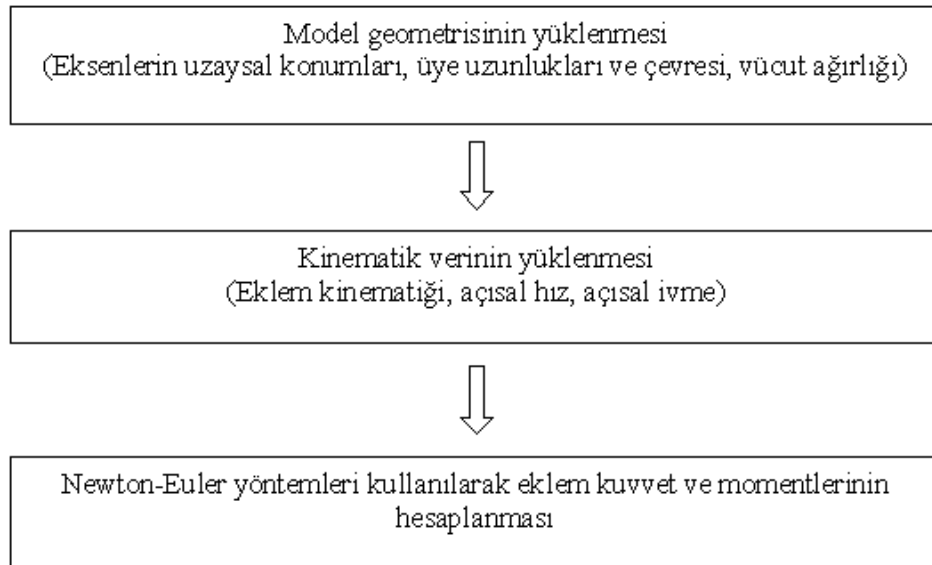 Model geometrisinin yüklenmesi
(Eksenlerin uzaysal konumları, üye uzunlukları ve çevresi, vücut ağırlığı)
Kinematik verinin yüklenmesi
(Eklem kinematiği, açısal hız, açısal ivme)
Newton-Euler yöntemleri kullanılarak eklem kuvvet ve momentlerinin
hesaplanması